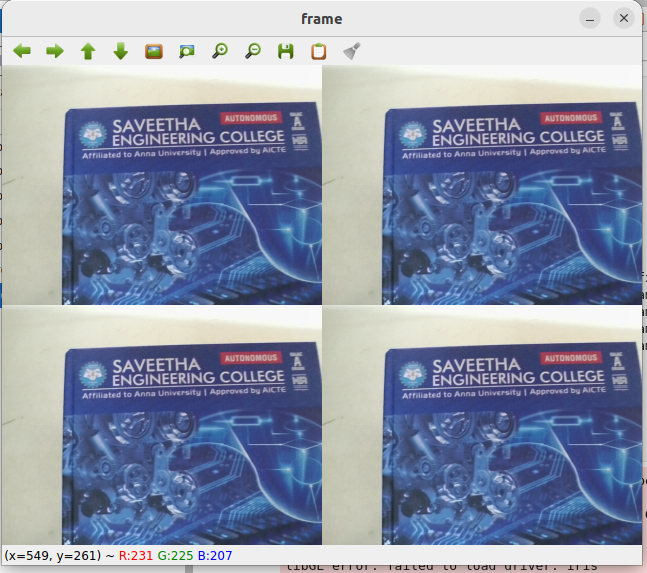 frame
AUTONOMOUS
SAVEETHA
ENGINEERING COLLEGE
Affiliated to Anna University | Approved by AICTE
A
AUTONOMOUS
SAVEETHA
ENGINEERING COLLEGE
Affiliated to Anna University | Approved by AICTE
A
AUTONOMOUS
SAVEETHA
ENGINEERING COLLEGE
Affiliated to Anna University | Approved by AICTE
A
AUTONOMOUS
SAVEETHA
ENGINEERING COLLEGE
Affiliated to Anna University | Approved by AICTE
A
(x=549, y=261) ~ R:231 G:225 B:207
libGL error: failed to load driver: iris